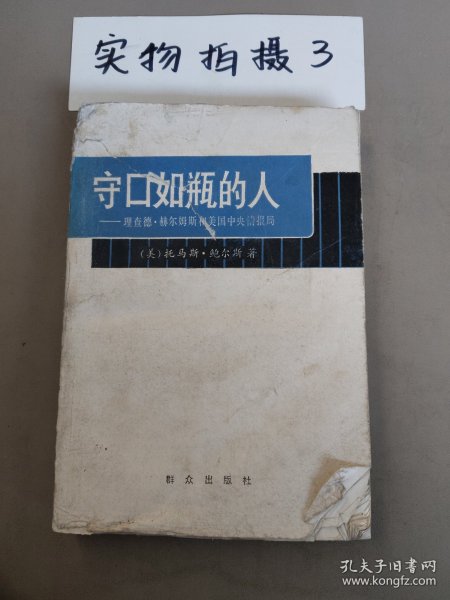 实物拍摄3
守口如瓶的人
——理查德·赫尔姆斯和美国中央情报局
（美）托马斯·鲍尔斯 著
群众出版社
孔夫子旧书网
www.kongfz.com